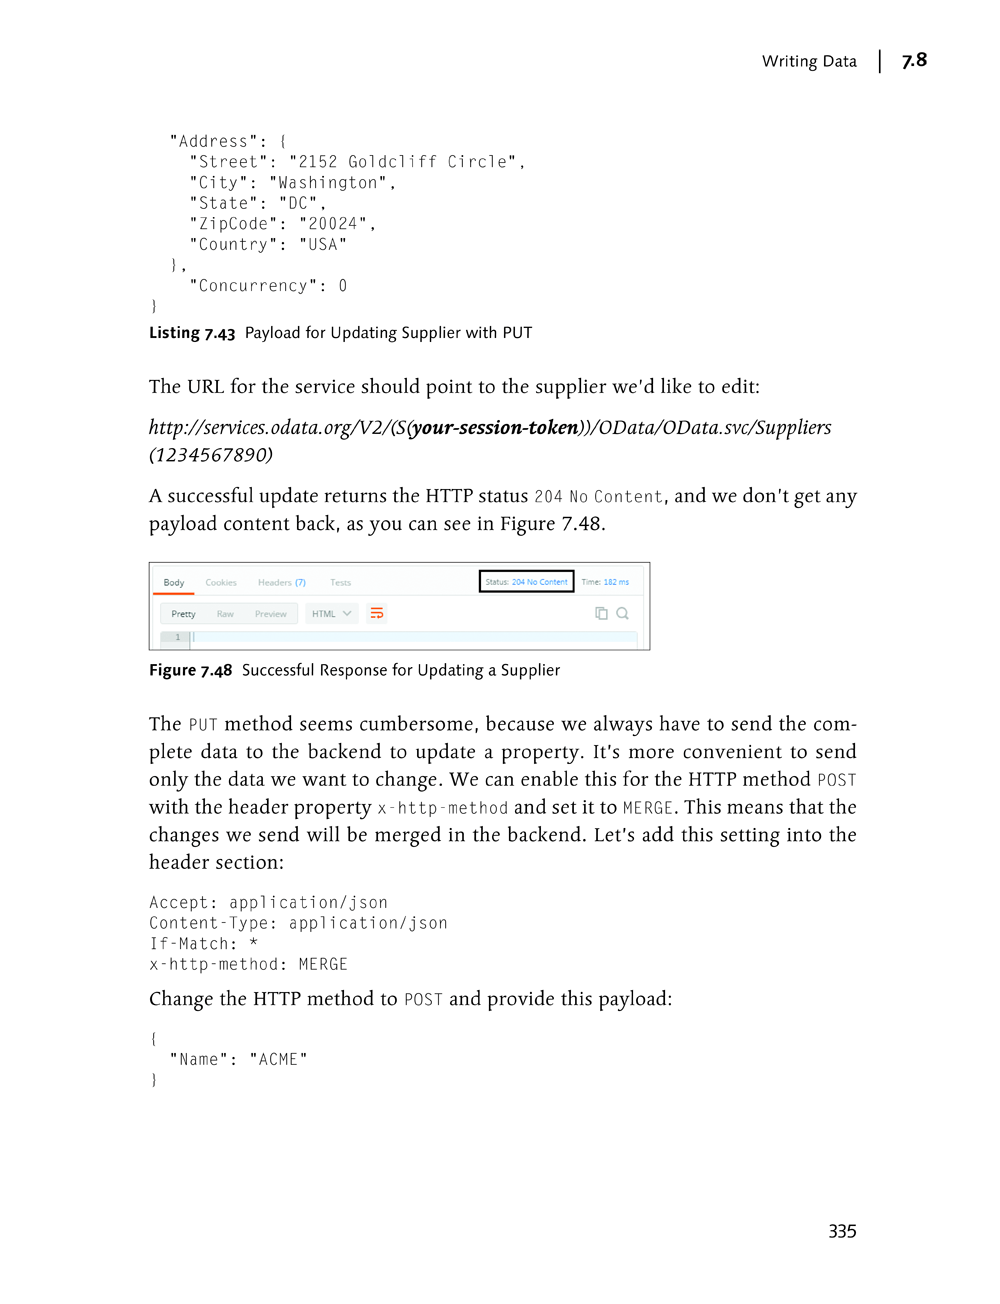 Writing Data | 7.8
"Address": {
"Street": "2152 Goldcliff Circle",
"City": "Washington",
"State": "DC",
"ZipCode": "20024",
"Country": "USA"
},
"Concurrency": 0
}
Listing 7.43 Payload for Updating Supplier with PUT
The URL for the service should point to the supplier we'd like to edit:
http://services.odata.org/V2/(S(your-session-token))/OData/OData.svc/Suppliers
(1234567890)
A successful update returns the HTTP status 204 No Content, and we don't get any
payload content back, as you can see in Figure 7.48.
Body Cookies Headers (7) Tests Status: 204 No Content Time: 182 ms
Pretty Raw Preview HTML
1
Figure 7.48 Successful Response for Updating a Supplier
The PUT method seems cumbersome, because we always have to send the com-
plete data to the backend to update a property. It's more convenient to send
only the data we want to change. We can enable this for the HTTP method POST
with the header property x-http-method and set it to MERGE. This means that the
changes we send will be merged in the backend. Let's add this setting into the
header section:
Accept: application/json
Content-Type: application/json
If-Match: *
x-http-method: MERGE
Change the HTTP method to POST and provide this payload:
{
"Name": "ACME"
}
335